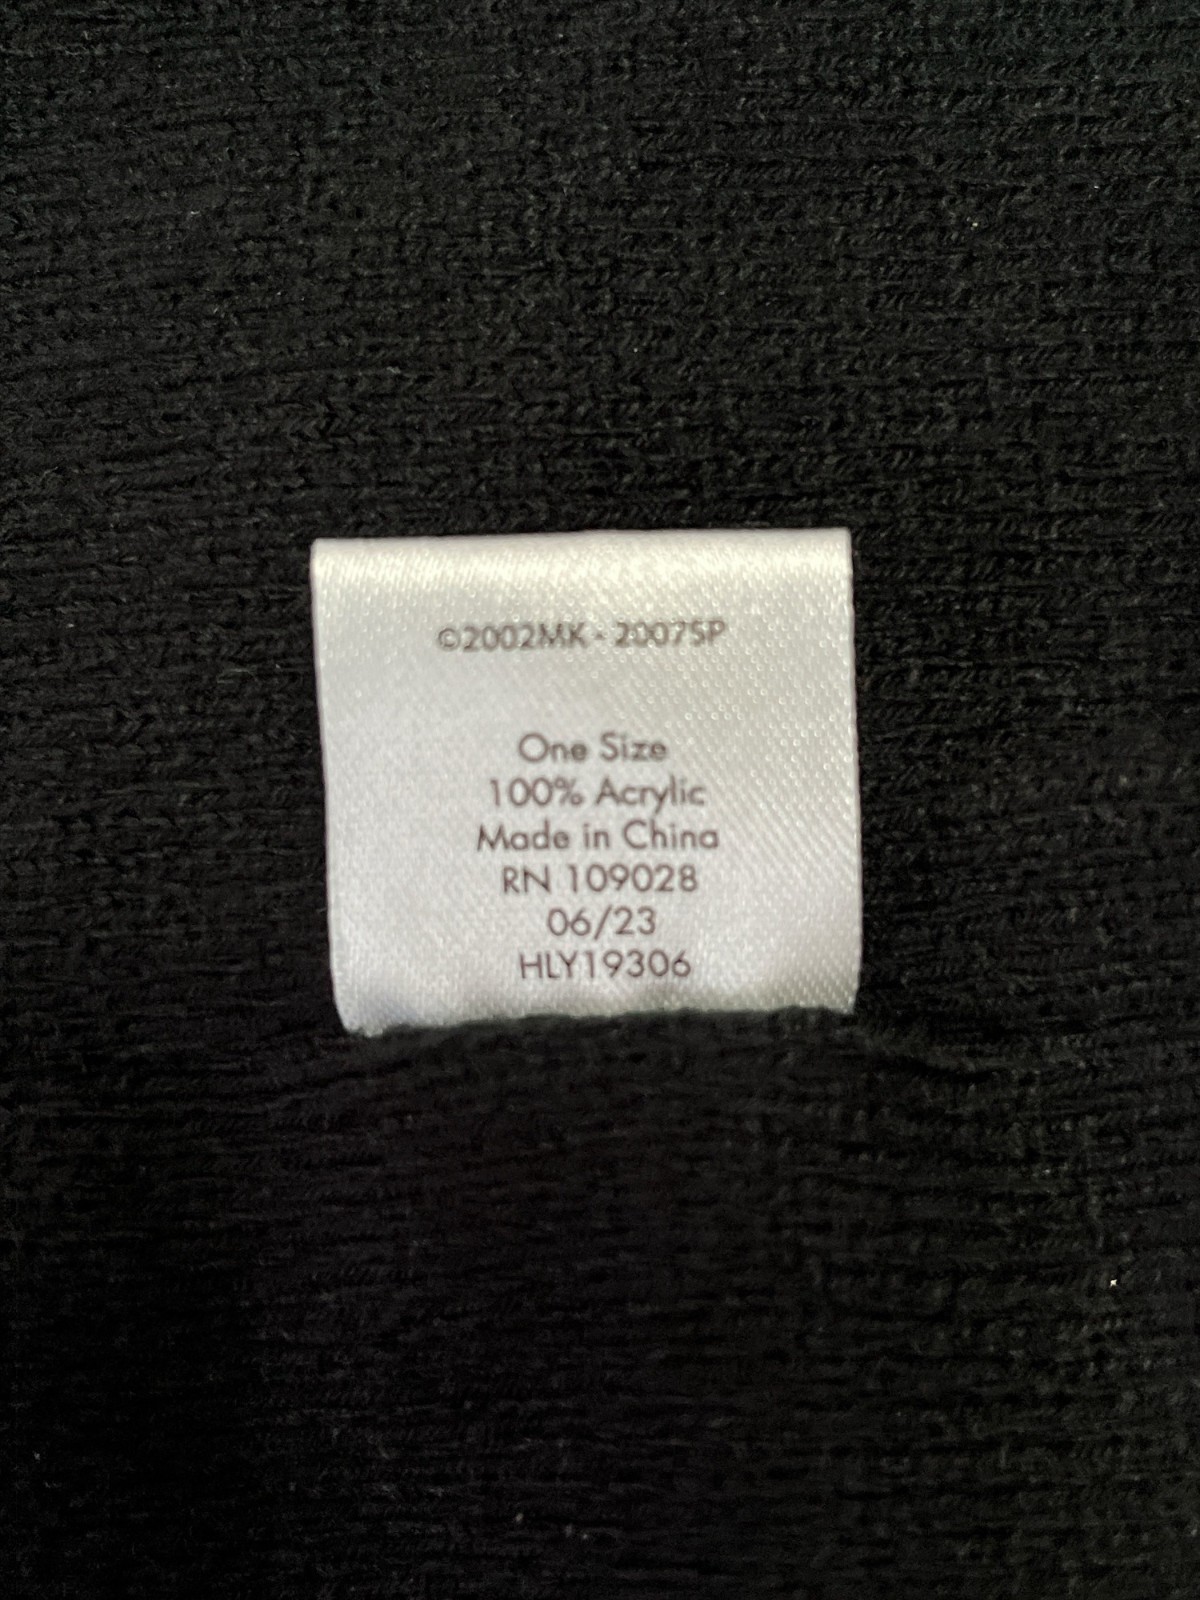 ©2002MK - 2007SP
One Size
100% Acrylic
Made in China
RN 109028
06/23
HLY19306